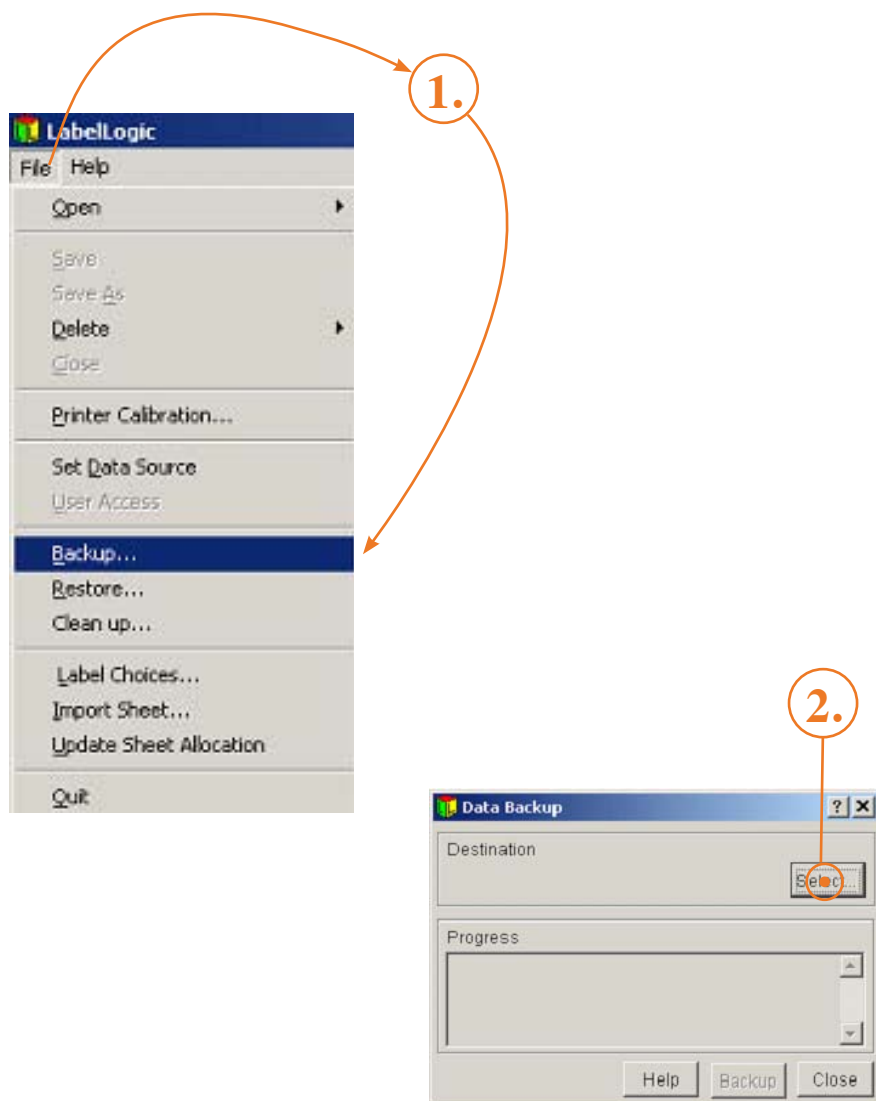 1.
LabelLogic
File Help
Open
Save
Save As
Delete
Close
Printer Calibration...
Set Data Source
User Access
Backup...
Restore...
Clean up...
Label Choices...
Import Sheet...
Update Sheet Allocation
Quit
2.
Data Backup
Destination
Select...
Progress
Help Backup Close